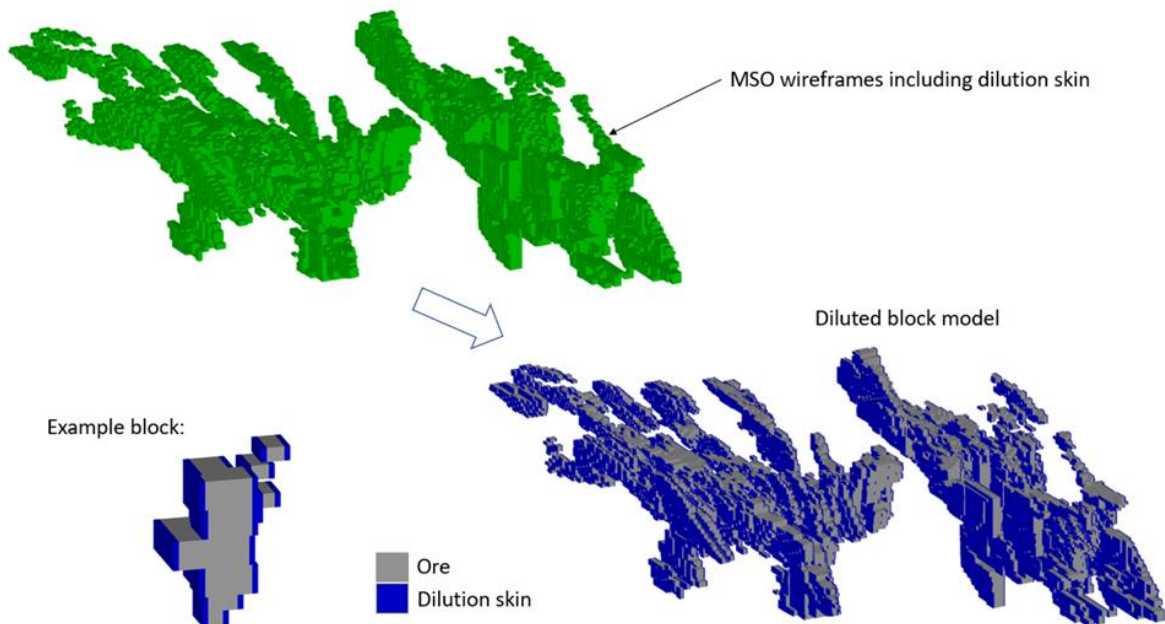 MSO wireframes including dilution skin
Diluted block model
Example block:
Ore
Dilution skin